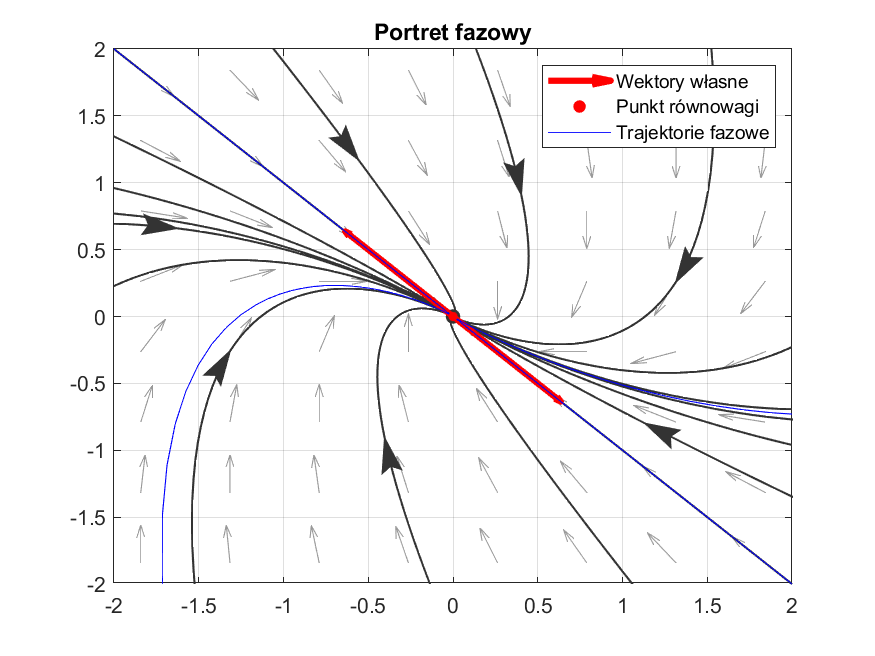 Portret fazowy
Wektory własne
Punkt równowagi
Trajektorie fazowe
2
1.5
1
0.5
0
-0.5
-1
-1.5
-2
-2 -1.5 -1 -0.5 0 0.5 1 1.5 2